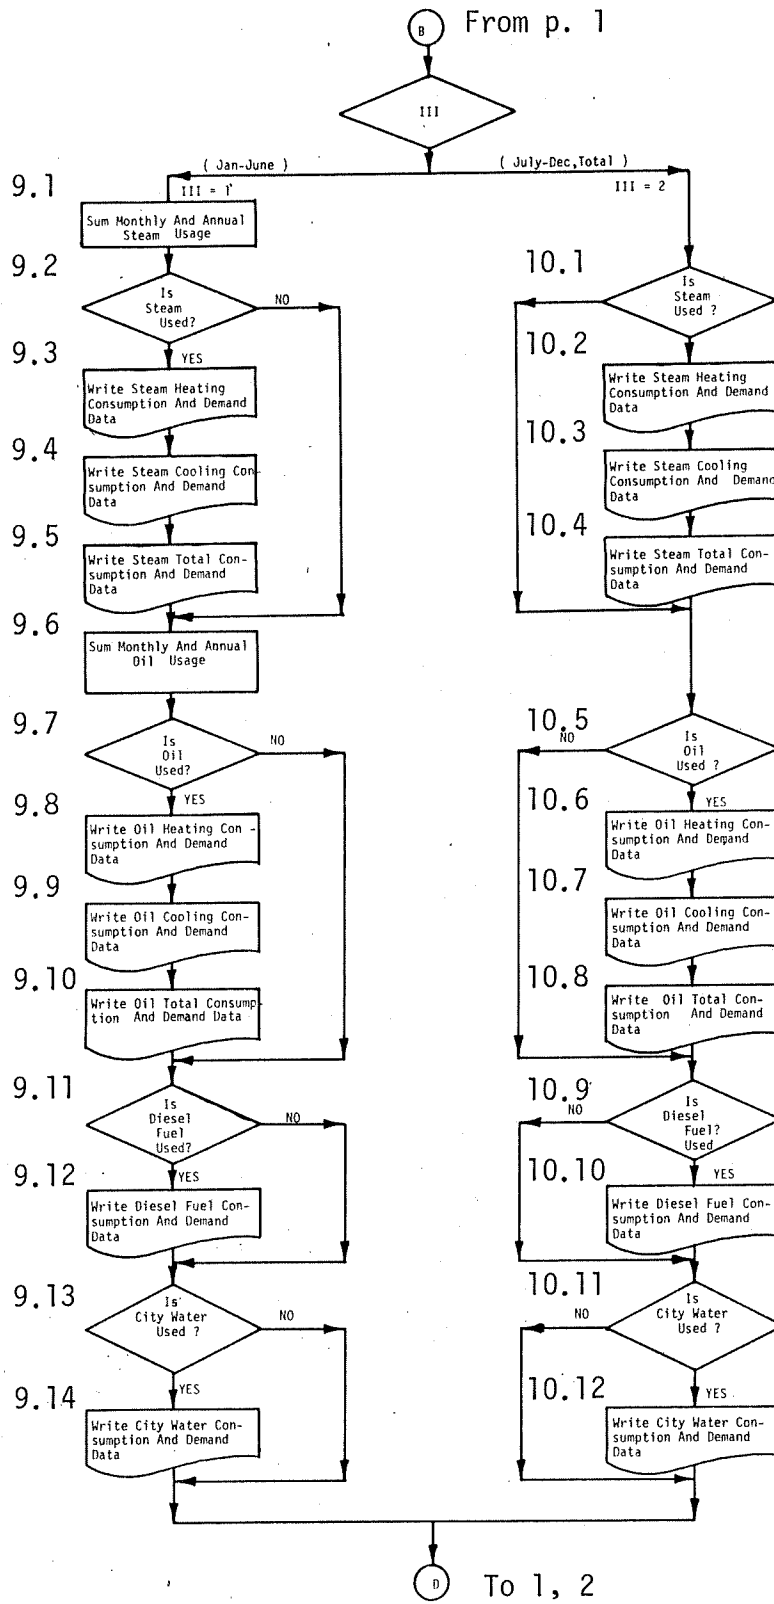 B From p. 1
III
( Jan-June )
( July-Dec,Total )
III = 1
III = 2
9.1
Sum Monthly And Annual
Steam Usage
9.2
Is
Steam
Used?
NO
YES
9.3
Write Steam Heating
Consumption And Demand
Data
9.4
Write Steam Cooling Con-
sumption And Demand
Data
9.5
Write Steam Total Con-
sumption And Demand
Data
9.6
Sum Monthly And Annual
Oil Usage
9.7
Is
Oil
Used?
NO
YES
9.8
Write Oil Heating Con -
sumption And Demand
Data
9.9
Write Oil Cooling Con-
sumption And Demand
Data
9.10
Write Oil Total Consump
tion And Demand Data
9.11
Is
Diesel
Fuel
Used?
NO
YES
9.12
Write Diesel Fuel Con-
sumption And Demand
Data
9.13
Is
City Water
Used ?
NO
YES
9.14
Write City Water Con-
sumption And Demand
Data
10.1
Is
Steam
Used ?
10.2
Write Steam Heating
Consumption And Demand
Data
10.3
Write Steam Cooling
Consumption And Demand
Data
10.4
Write Steam Total Con-
sumption And Demand
Data
10.5
NO
Is
Oil
Used ?
YES
10.6
Write Oil Heating Con-
sumption And Demand
Data
10.7
Write Oil Cooling Con-
sumption And Demand
Data
10.8
Write Oil Total Con-
sumption And Demand
Data
10.9
NO
Is
Diesel
Fuel?
Used
YES
10.10
Write Diesel Fuel Con-
sumption And Demand
Data
10.11
NO
Is
City Water
Used ?
YES
10.12
Write City Water Con-
sumption And Demand
Data
D To 1, 2